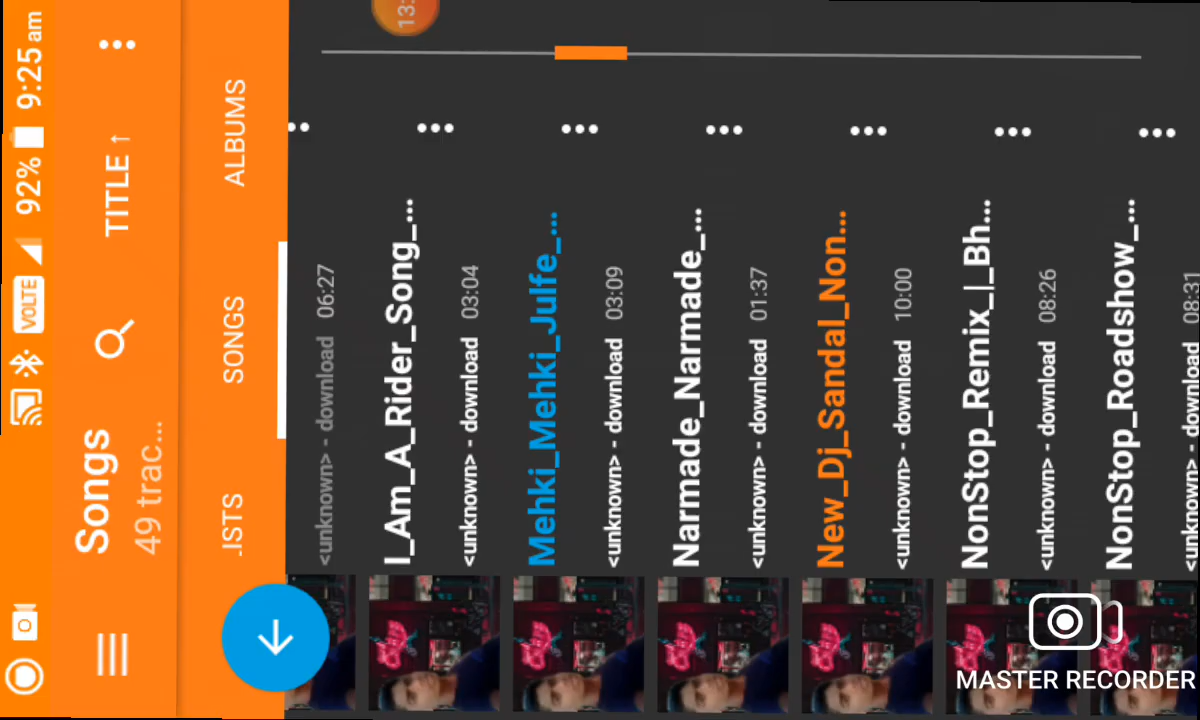 9:25 am
92%
VOLTE
Songs
49 trac...
TITLE ↑
SONGS
ALBUMS
13:
<unknown> - download 06:27
I_Am_A_Rider_Song_...
<unknown> - download 03:04
Mehki_Mehki_Julfe_...
<unknown> - download 03:09
Narmade_Narmade_...
<unknown> - download 01:37
New_Dj_Sandal_Non...
<unknown> - download 10:00
NonStop_Remix_|_Bh...
<unknown> - download 08:26
NonStop_Roadshow_...
<unknown> - download 08:31
MASTER RECORDER